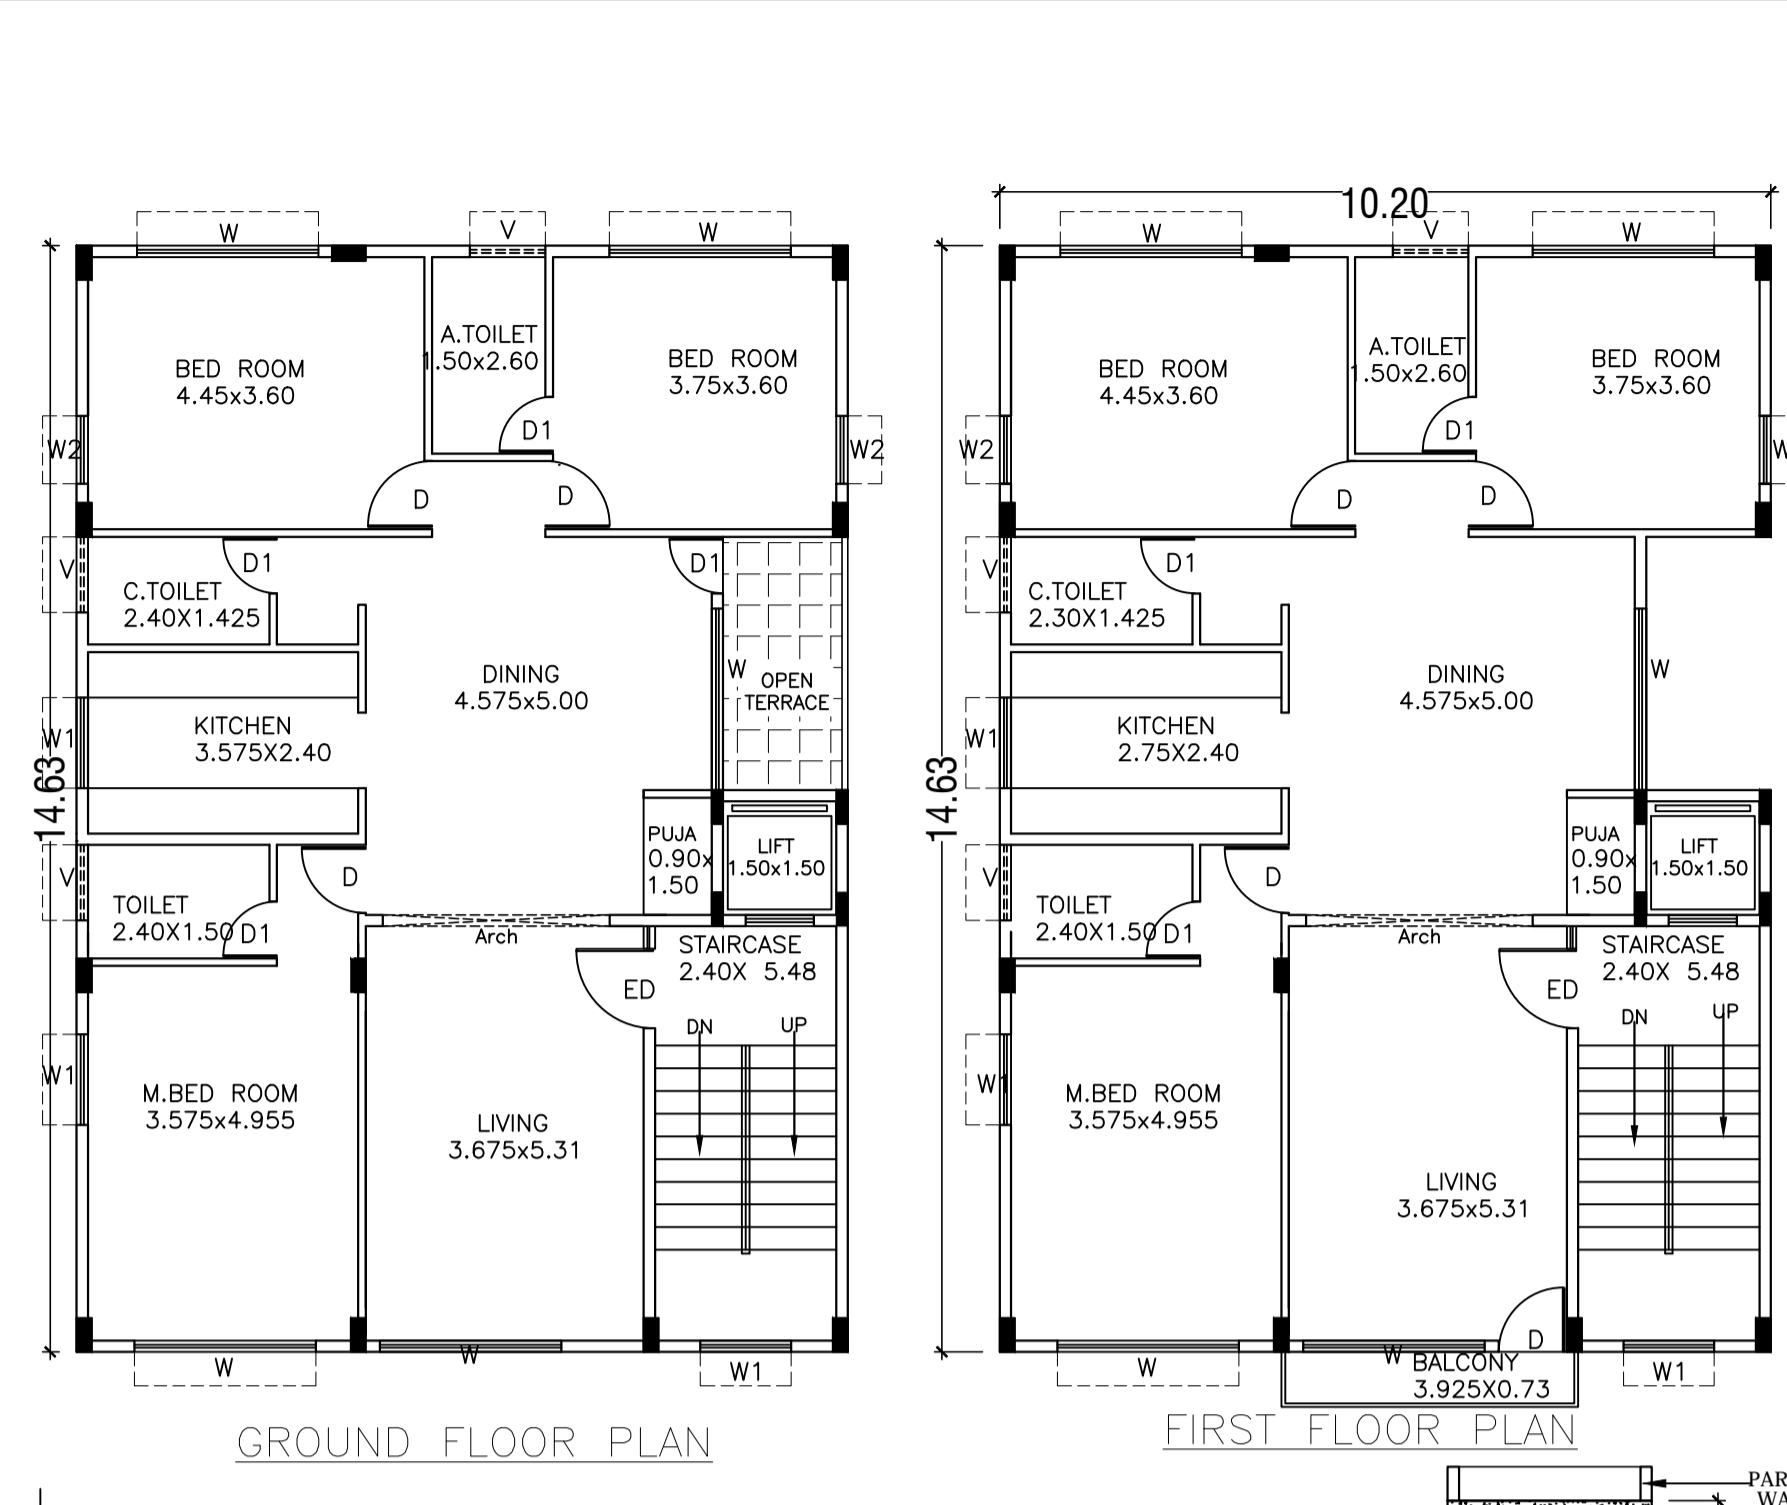 10.20
W
V
W
W
V
W
A.TOILET
1.50x2.60
BED ROOM
4.45x3.60
BED ROOM
3.75x3.60
D1
W2
W2
D
D
A.TOILET
1.50x2.60
BED ROOM
4.45x3.60
BED ROOM
3.75x3.60
D1
W2
W
D
D
V
D1
D1
C.TOILET
2.40X1.425
DINING
4.575x5.00
W
OPEN
TERRACE
KITCHEN
3.575X2.40
W1
14.63
V
D1
C.TOILET
2.30X1.425
DINING
4.575x5.00
W
KITCHEN
2.75X2.40
W1
14.63
PUJA
0.90x
1.50
LIFT
1.50x1.50
V
D
TOILET
2.40X1.50
D1
Arch
STAIRCASE
2.40X 5.48
ED
DN
UP
W1
M.BED ROOM
3.575x4.955
LIVING
3.675x5.31
W
W
W1
GROUND FLOOR PLAN
PUJA
0.90x
1.50
LIFT
1.50x1.50
V
D
TOILET
2.40X1.50
D1
Arch
STAIRCASE
2.40X 5.48
ED
DN
UP
W1
M.BED ROOM
3.575x4.955
LIVING
3.675x5.31
D
W
W
BALCONY
3.925X0.73
W1
FIRST FLOOR PLAN
PAR
WA